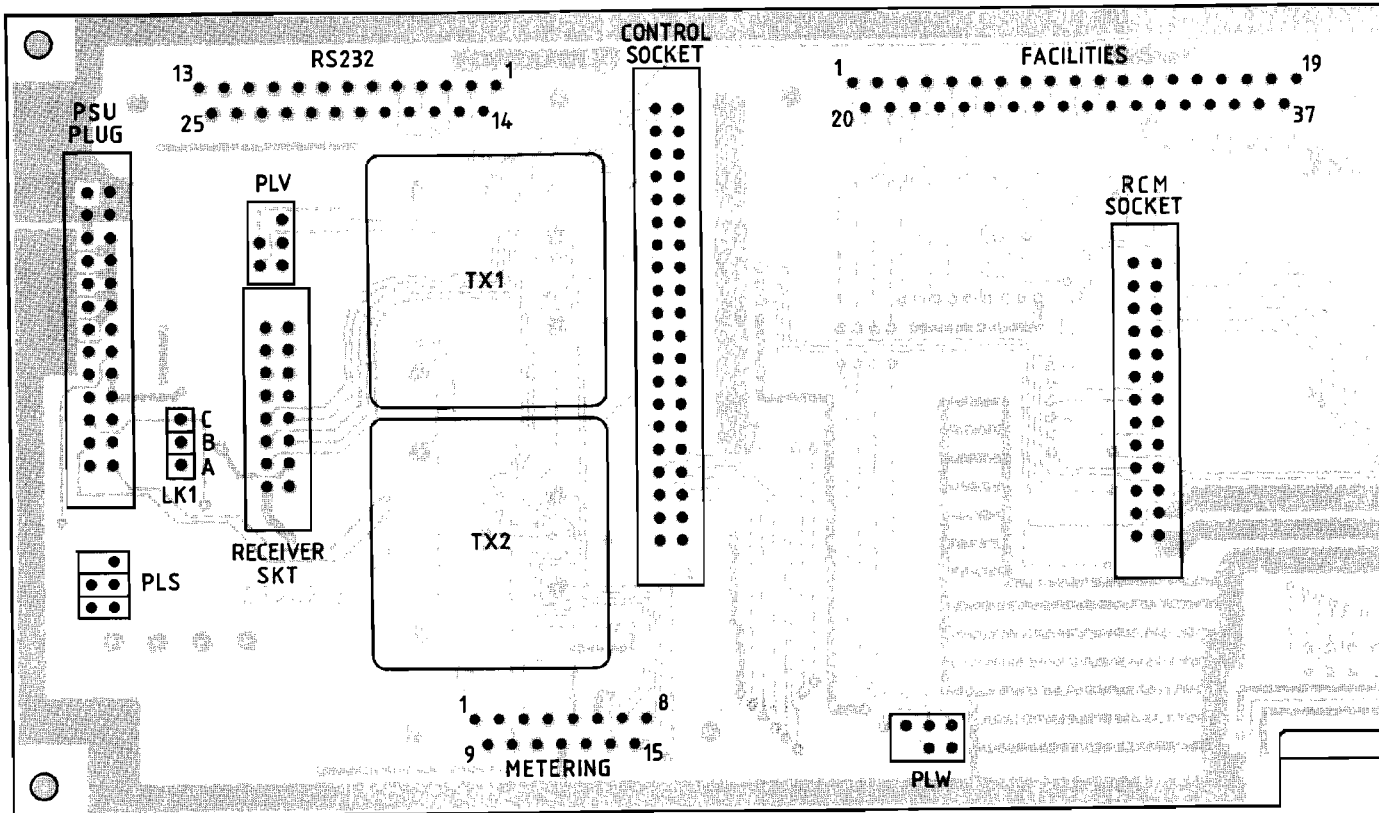 CONTROL
SOCKET
RS232
13
1
25
14
FACILITIES
1
19
20
37
PSU
PLUG
PLV
RCM
SOCKET
TX1
C
B
A
LK1
RECEIVER
SKT
TX2
PLS
1
8
9
15
METERING
PLW